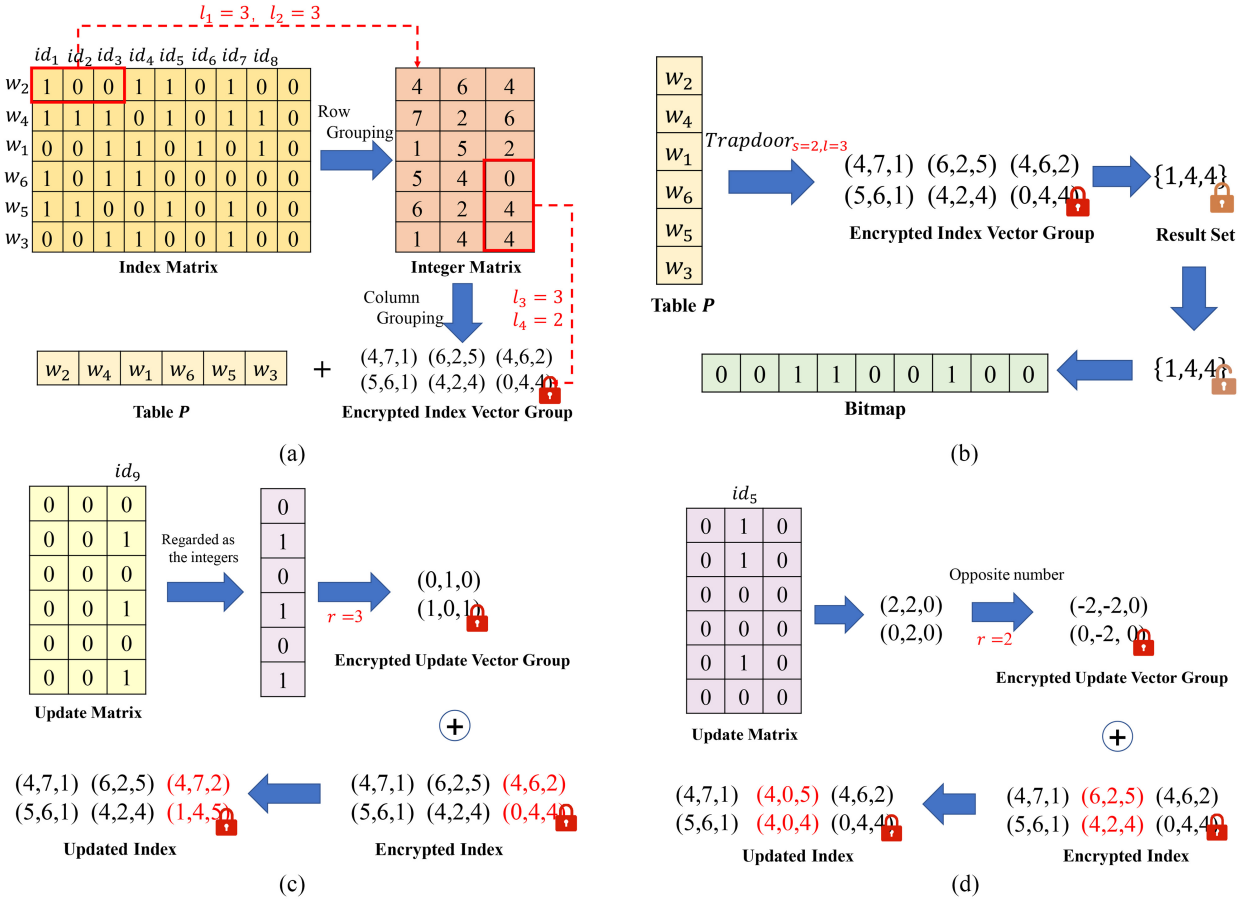 l₁ = 3, l₂ = 3
id₁ id₂ id₃ id₄ id₅ id₆ id₇ id₈
w₂ 1 0 0 1 1 0 1 0 0
w₄ 1 1 1 0 1 0 1 1 0
w₁ 0 0 1 1 0 1 0 1 0
w₆ 1 0 1 1 0 0 0 0 0
w₅ 1 1 0 0 1 0 1 0 0
w₃ 0 0 1 1 0 0 1 0 0
Index Matrix
Row
Grouping
4 6 4
7 2 6
1 5 2
5 4 0
6 2 4
1 4 4
Integer Matrix
Column
Grouping
l₃ = 3
l₄ = 2
w₂ w₄ w₁ w₆ w₅ w₃
Table P
+
(4,7,1) (6,2,5) (4,6,2)
(5,6,1) (4,2,4) (0,4,4)
Encrypted Index Vector Group
(a)
w₂
w₄
w₁
w₆
w₅
w₃
Table P
Trapdoor s=2,l=3
(4,7,1) (6,2,5) (4,6,2)
(5,6,1) (4,2,4) (0,4,4)
Encrypted Index Vector Group
{1,4,4}
Result Set
{1,4,4}
0 0 1 1 0 0 1 0 0
Bitmap
(b)
id₉
0 0 0
0 0 1
0 0 0
0 0 1
0 0 0
0 0 1
Update Matrix
Regarded as
the integers
0
1
0
1
0
1
r =3
(0,1,0)
(1,0,1)
Encrypted Update Vector Group
+
(4,7,1) (6,2,5) (4,7,2)
(5,6,1) (4,2,4) (1,4,5)
Updated Index
(4,7,1) (6,2,5) (4,6,2)
(5,6,1) (4,2,4) (0,4,4)
Encrypted Index
(c)
id₅
0 1 0
0 1 0
0 0 0
0 0 0
0 1 0
0 0 0
Update Matrix
(2,2,0)
(0,2,0)
Opposite number
r =2
(-2,-2,0)
(0,-2, 0)
Encrypted Update Vector Group
+
(4,7,1) (4,0,5) (4,6,2)
(5,6,1) (4,0,4) (0,4,4)
Updated Index
(4,7,1) (6,2,5) (4,6,2)
(5,6,1) (4,2,4) (0,4,4)
Encrypted Index
(d)